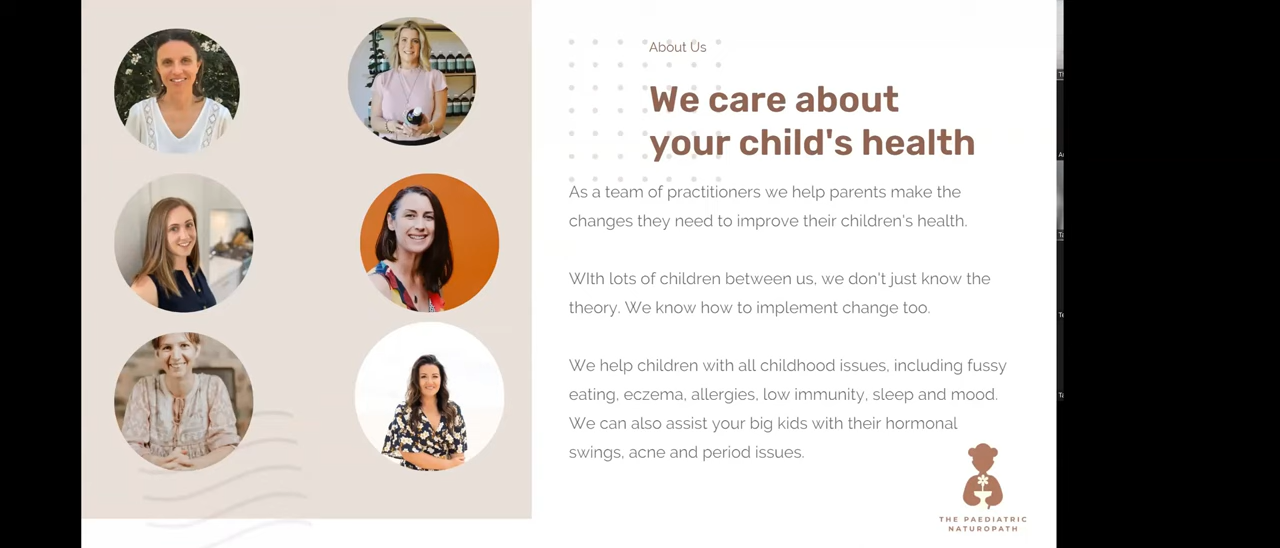 About Us
We care about
your child's health
As a team of practitioners we help parents make the
changes they need to improve their children's health.
WIth lots of children between us, we don't just know the
theory. We know how to implement change too.
We help children with all childhood issues, including fussy
eating, eczema, allergies, low immunity, sleep and mood.
We can also assist your big kids with their hormonal
swings, acne and period issues.
THE PAEDIATRIC
NATUROPATH